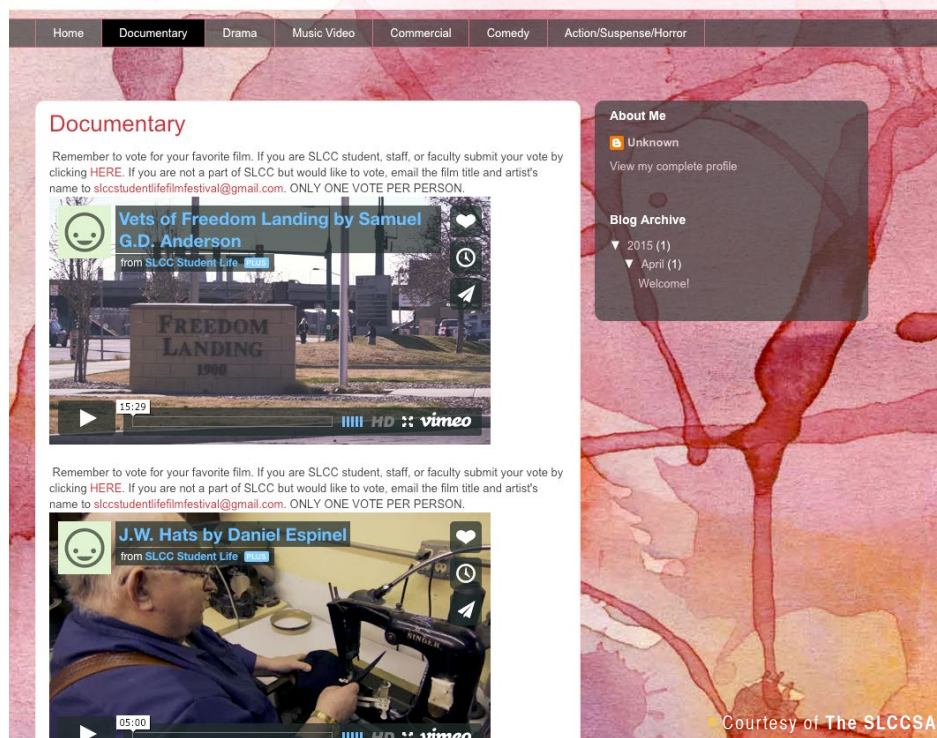 Home Documentary Drama Music Video Commercial Comedy Action/Suspense/Horror
Documentary
Remember to vote for your favorite film. If you are SLCC student, staff, or faculty submit your vote by
clicking HERE. If you are not a part of SLCC but would like to vote, email the film title and artist's
name to slccstudentlifefilmfestival@gmail.com. ONLY ONE VOTE PER PERSON.
Vets of Freedom Landing by Samuel
G.D. Anderson
from SLCC Student Life PLUS
FREEDOM
LANDING
1900
15:29
HD vimeo
Remember to vote for your favorite film. If you are SLCC student, staff, or faculty submit your vote by
clicking HERE. If you are not a part of SLCC but would like to vote, email the film title and artist's
name to slccstudentlifefilmfestival@gmail.com. ONLY ONE VOTE PER PERSON.
J.W. Hats by Daniel Espinel
from SLCC Student Life PLUS
SINGER
05:00
HD vimeo
About Me
Unknown
View my complete profile
Blog Archive
▼ 2015 (1)
▼ April (1)
Welcome!
Courtesy of The SLCCSA